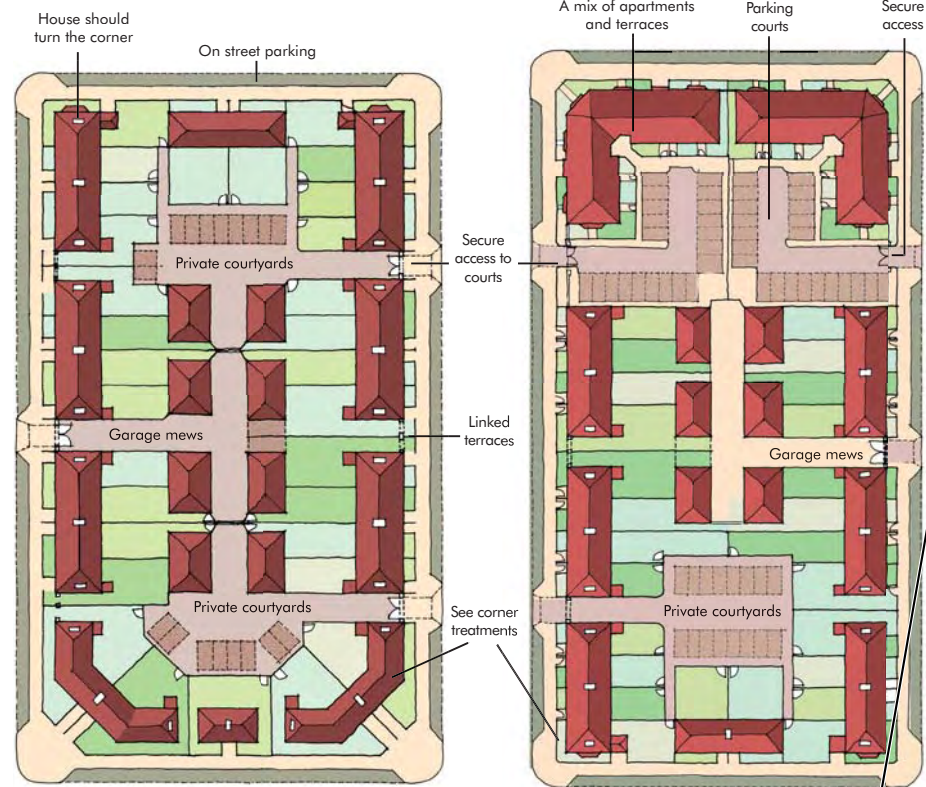 House should
turn the corner
On street parking
A mix of apartments
and terraces
Parking
courts
Secure
access
Private courtyards
Secure
access to
courts
Garage mews
Linked
terraces
Garage mews
Private courtyards
See corner
treatments
Private courtyards